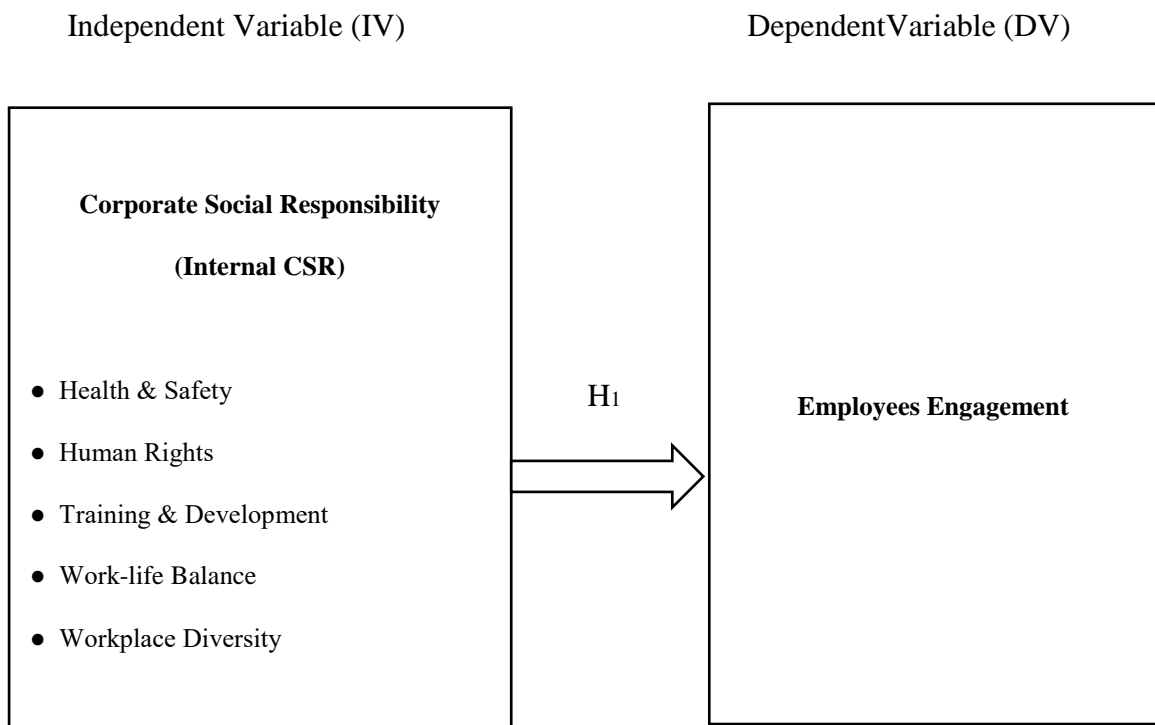 Independent Variable (IV)
DependentVariable (DV)
Corporate Social Responsibility
(Internal CSR)
● Health & Safety
● Human Rights
● Training & Development
● Work-life Balance
● Workplace Diversity
H1
Employees Engagement